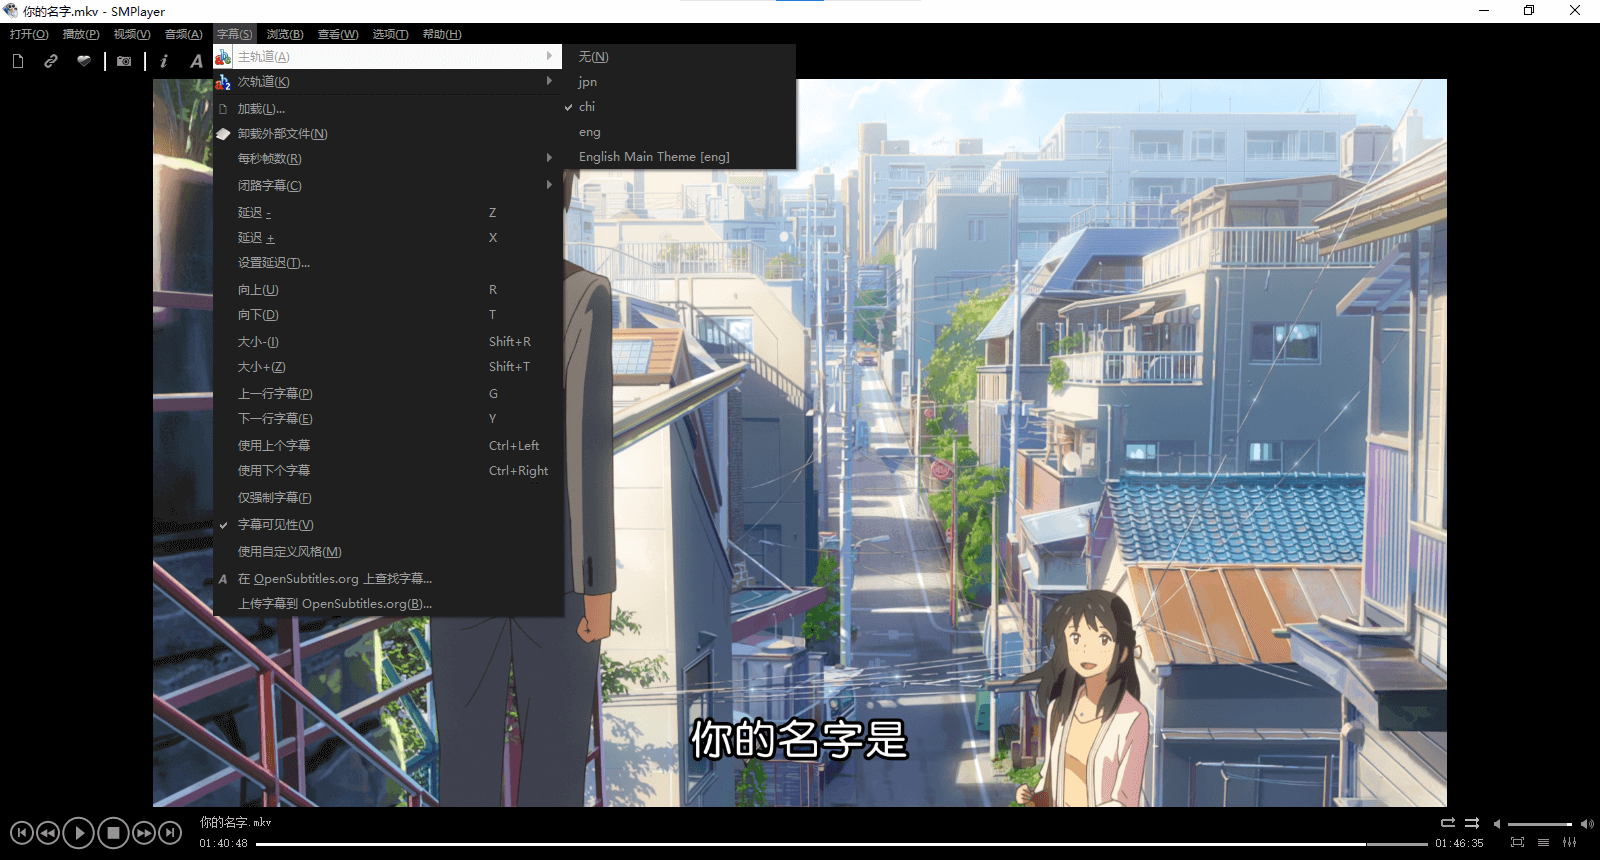 你的名字.mkv - SMPlayer
打开(O) 播放(P) 视频(V) 音频(A) 字幕(S) 浏览(B) 查看(W) 选项(T) 帮助(H)
主轨道(A)
次轨道(K)
加载(L)...
卸载外部文件(N)
每秒帧数(R)
闭路字幕(C)
延迟 - Z
延迟 + X
设置延迟(T)...
向上(U) R
向下(D) T
大小-(I) Shift+R
大小+(Z) Shift+T
上一行字幕(P) G
下一行字幕(E) Y
使用上个字幕 Ctrl+Left
使用下个字幕 Ctrl+Right
仅强制字幕(F)
字幕可见性(V)
使用自定义风格(M)
在 OpenSubtitles.org 上查找字幕...
上传字幕到 OpenSubtitles.org(B)...
无(N)
jpn
chi
eng
English Main Theme [eng]
你的名字是
你的名字.mkv
01:40:48
01:46:35